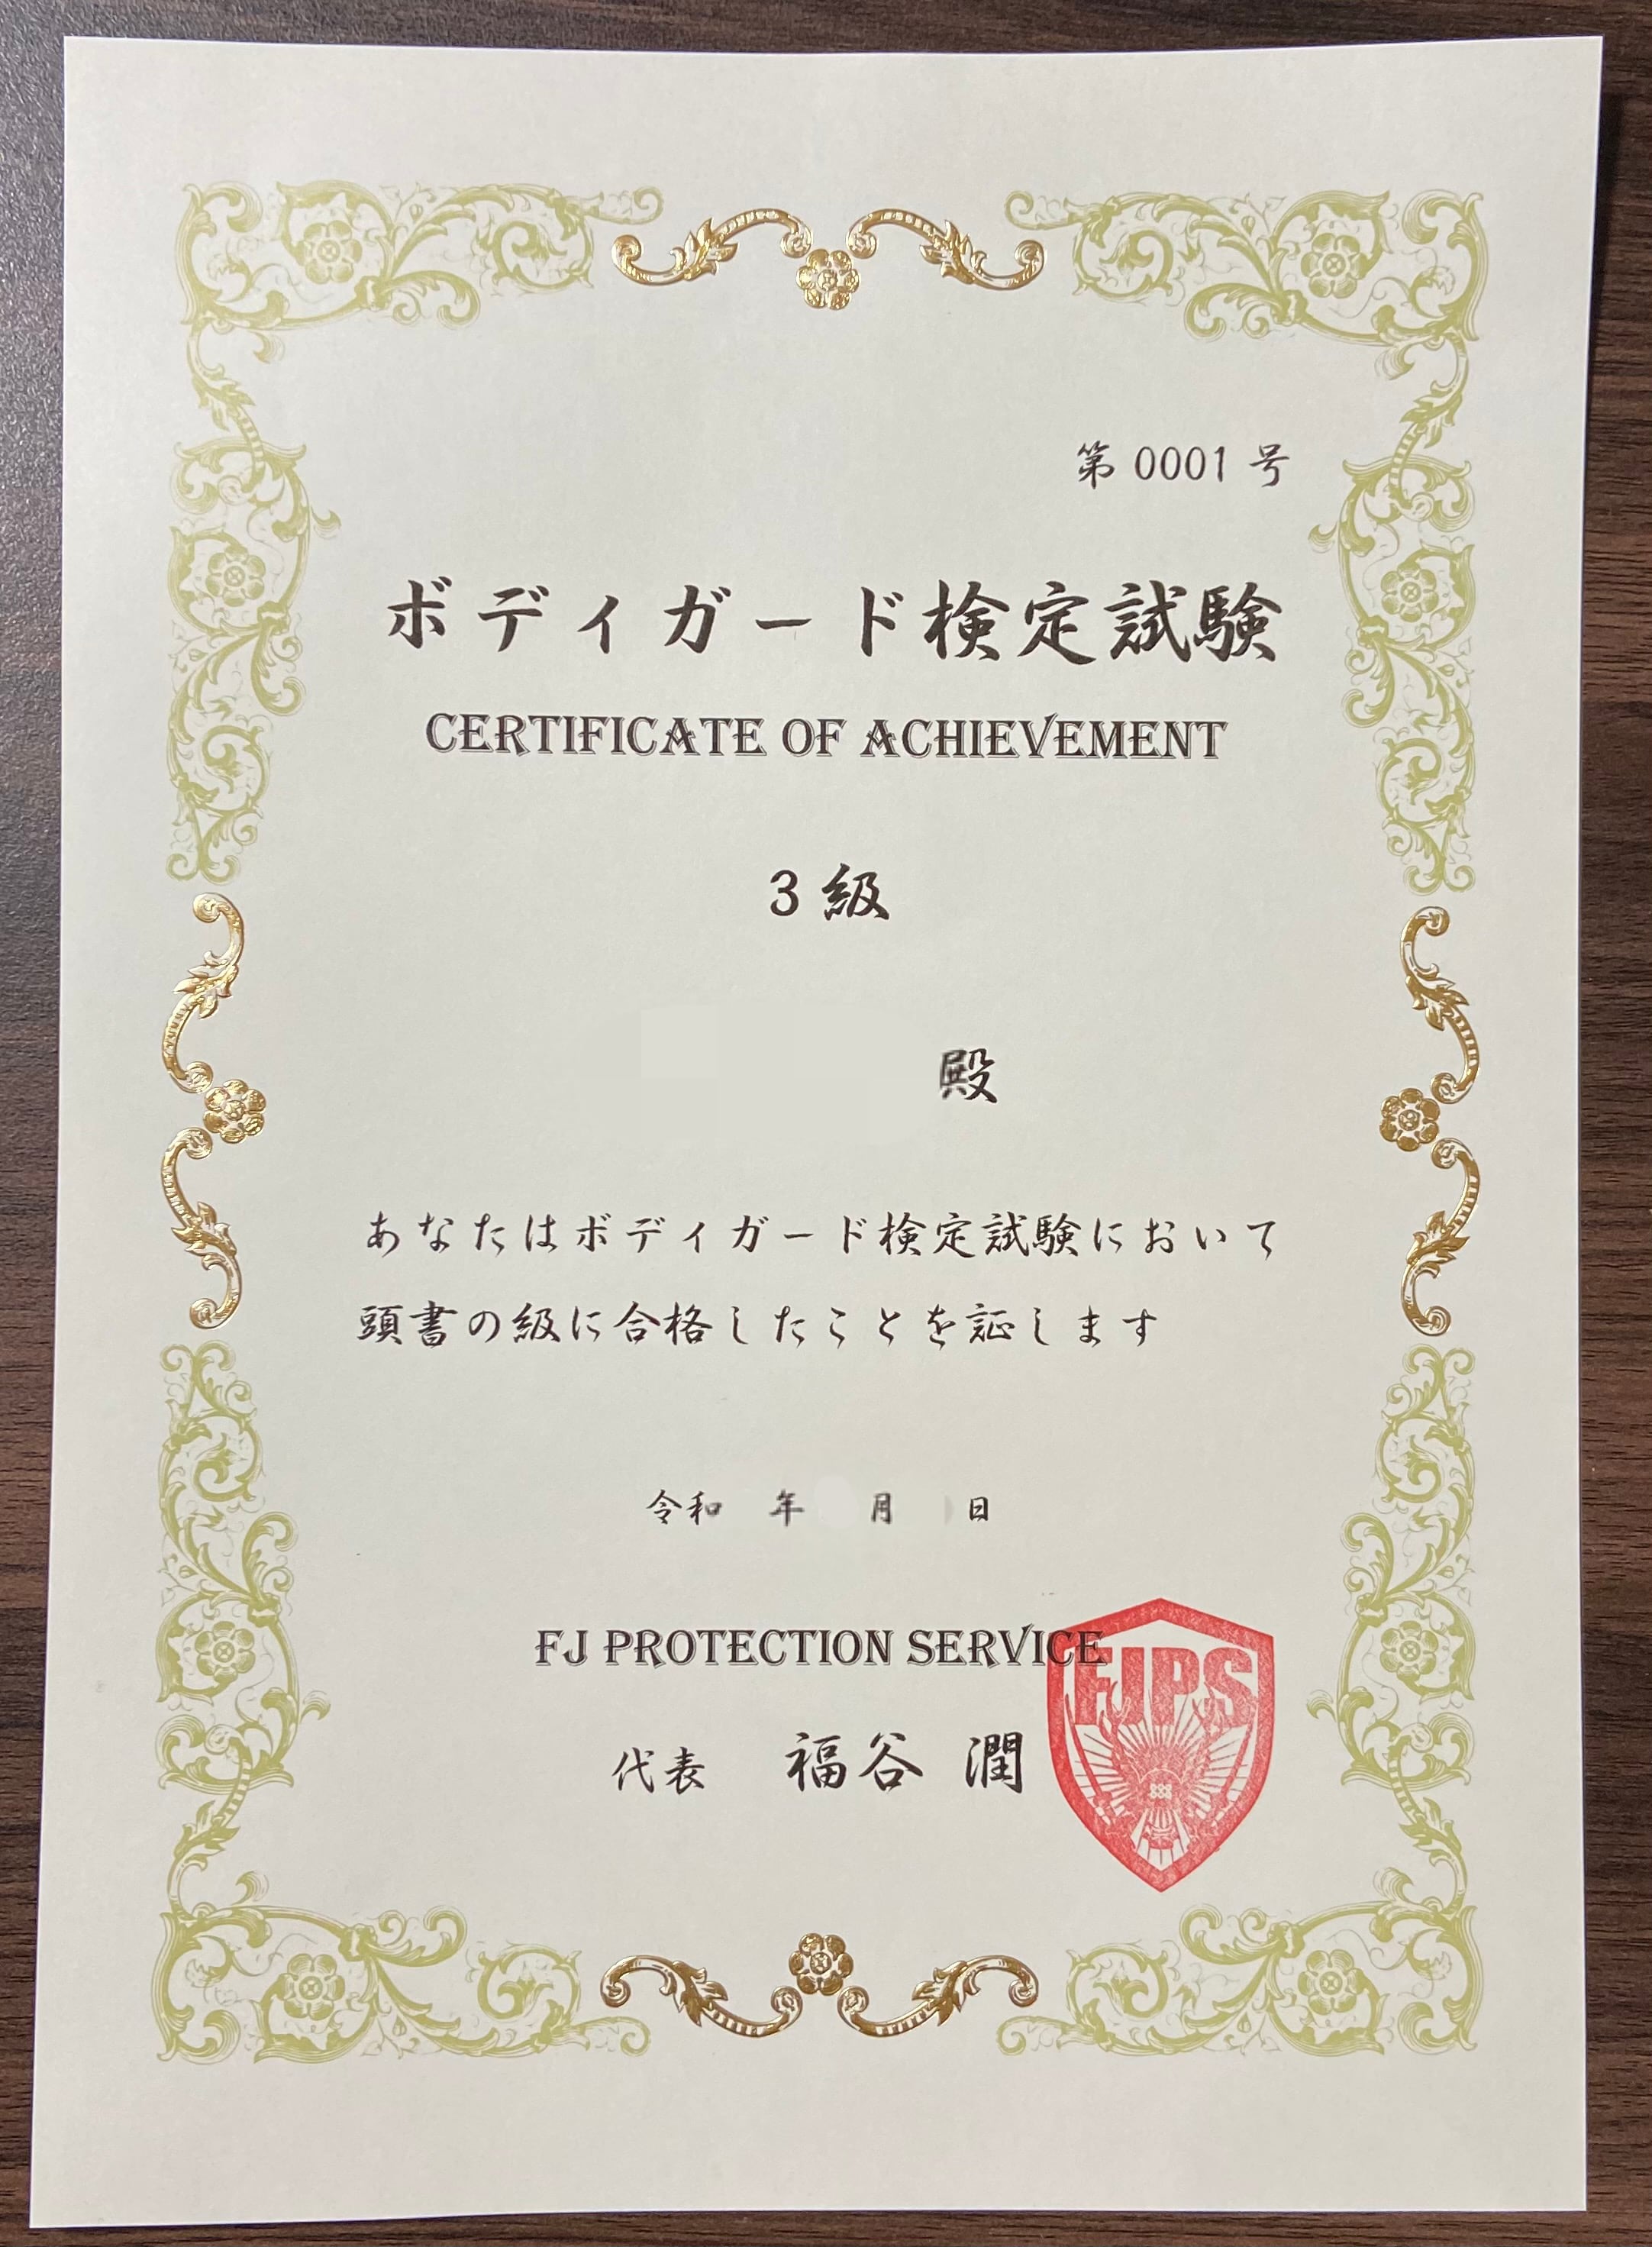 第 0001 号
ボディガード検定試験
CERTIFICATE OF ACHIEVEMENT
3級
殿
あなたはボディガード検定試験において
頭書の級に合格したことを証します
令和 年 月 日
FJ PROTECTION SERVICE
FJPS
代表 福谷 潤